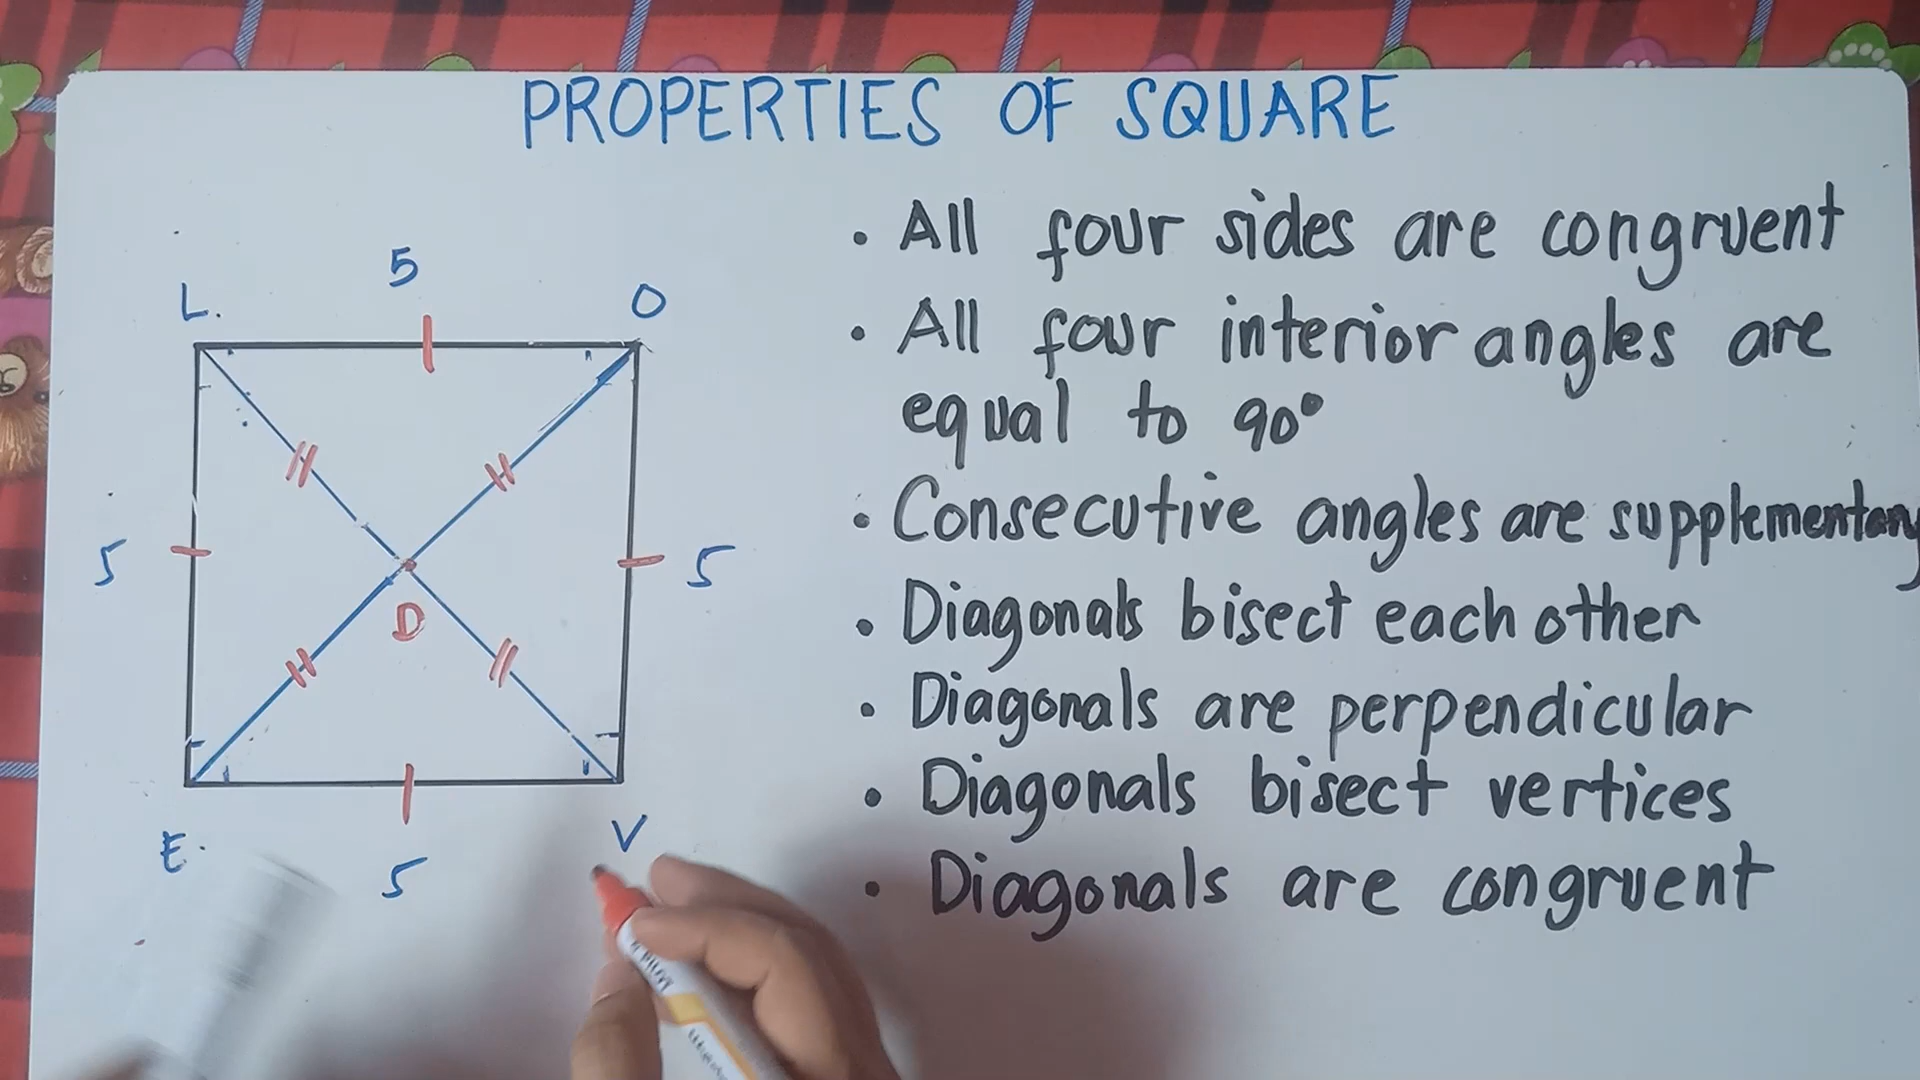 PROPERTIES OF SQUARE
5
L.
O
5
5
D
E.
V
5
• All four sides are congruent
• All four interior angles are
equal to 90°
• Consecutive angles are supplementary
• Diagonals bisect each other
• Diagonals are perpendicular
• Diagonals bisect vertices
• Diagonals are congruent
PILOT